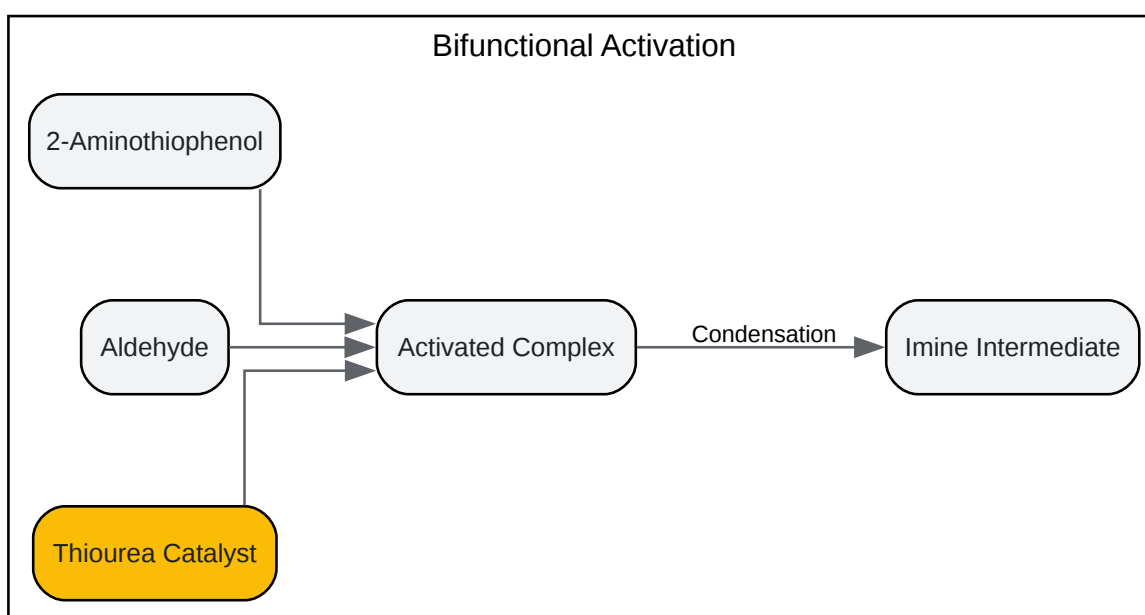 Bifunctional Activation
2-Aminothiophenol
Aldehyde
Activated Complex
Condensation
Imine Intermediate
Thiourea Catalyst